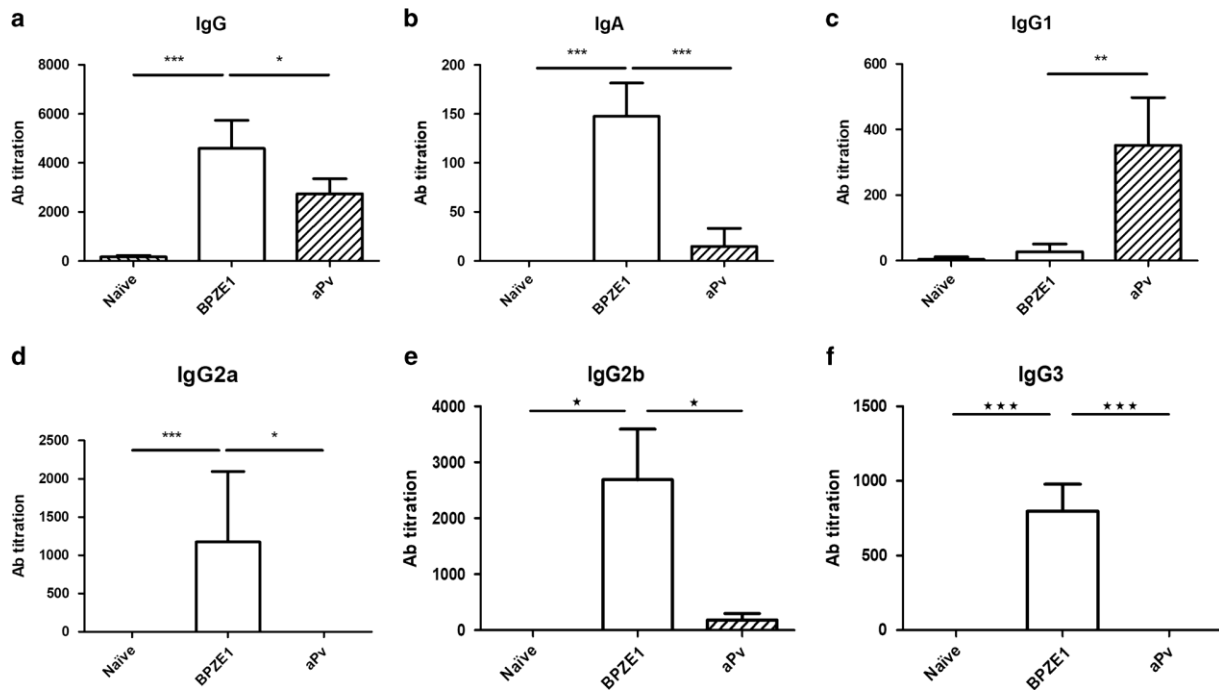 a
IgG
Ab titration
8000
6000
4000
2000
0
***
*
Naïve
BPZE1
aPv
b
IgA
Ab titration
200
150
100
50
0
***
***
Naïve
BPZE1
aPv
c
IgG1
Ab titration
600
400
200
0
**
Naïve
BPZE1
aPv
d
IgG2a
Ab titration
2500
2000
1500
1000
500
0
***
*
Naïve
BPZE1
aPv
e
IgG2b
Ab titration
4000
3000
2000
1000
0
★
★
Naïve
BPZE1
aPv
f
IgG3
Ab titration
1500
1000
500
0
★★★
★★★
Naïve
BPZE1
aPv